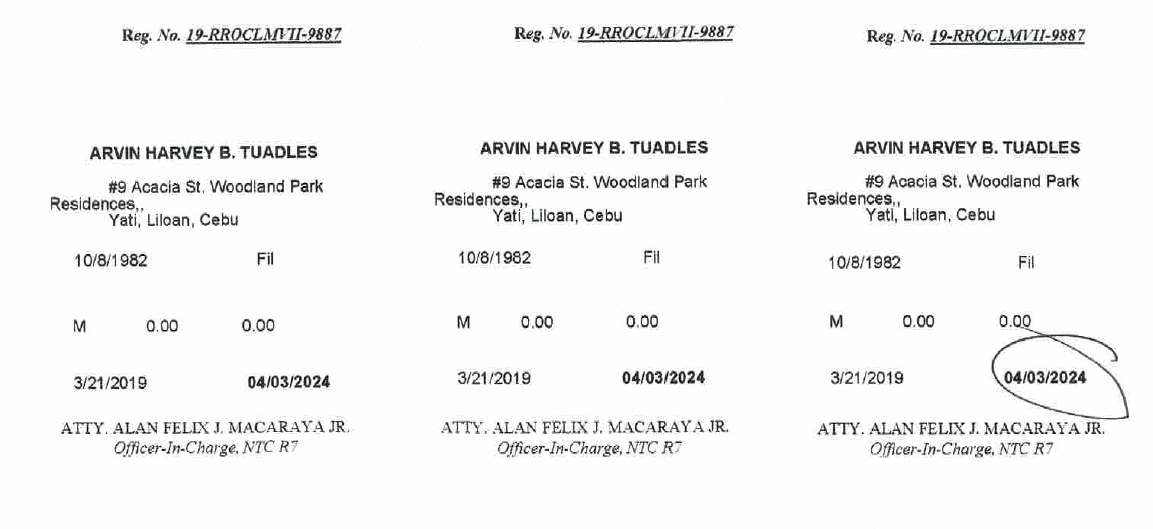 Reg. No. 19-RROCLMVII-9887
ARVIN HARVEY B. TUADLES
#9 Acacia St. Woodland Park
Residences,,
Yati, Liloan, Cebu
10/8/1982 Fil
M 0.00 0.00
3/21/2019 04/03/2024
ATTY. ALAN FELIX J. MACARAYA JR.
Officer-In-Charge, NTC R7
Reg. No. 19-RROCLMVII-9887
ARVIN HARVEY B. TUADLES
#9 Acacia St. Woodland Park
Residences,,
Yati, Liloan, Cebu
10/8/1982 Fil
M 0.00 0.00
3/21/2019 04/03/2024
ATTY. ALAN FELIX J. MACARAYA JR.
Officer-In-Charge, NTC R7
Reg. No. 19-RROCLMVII-9887
ARVIN HARVEY B. TUADLES
#9 Acacia St. Woodland Park
Residences,,
Yati, Liloan, Cebu
10/8/1982 Fil
M 0.00 0.00
3/21/2019 04/03/2024
ATTY. ALAN FELIX J. MACARAYA JR.
Officer-In-Charge, NTC R7